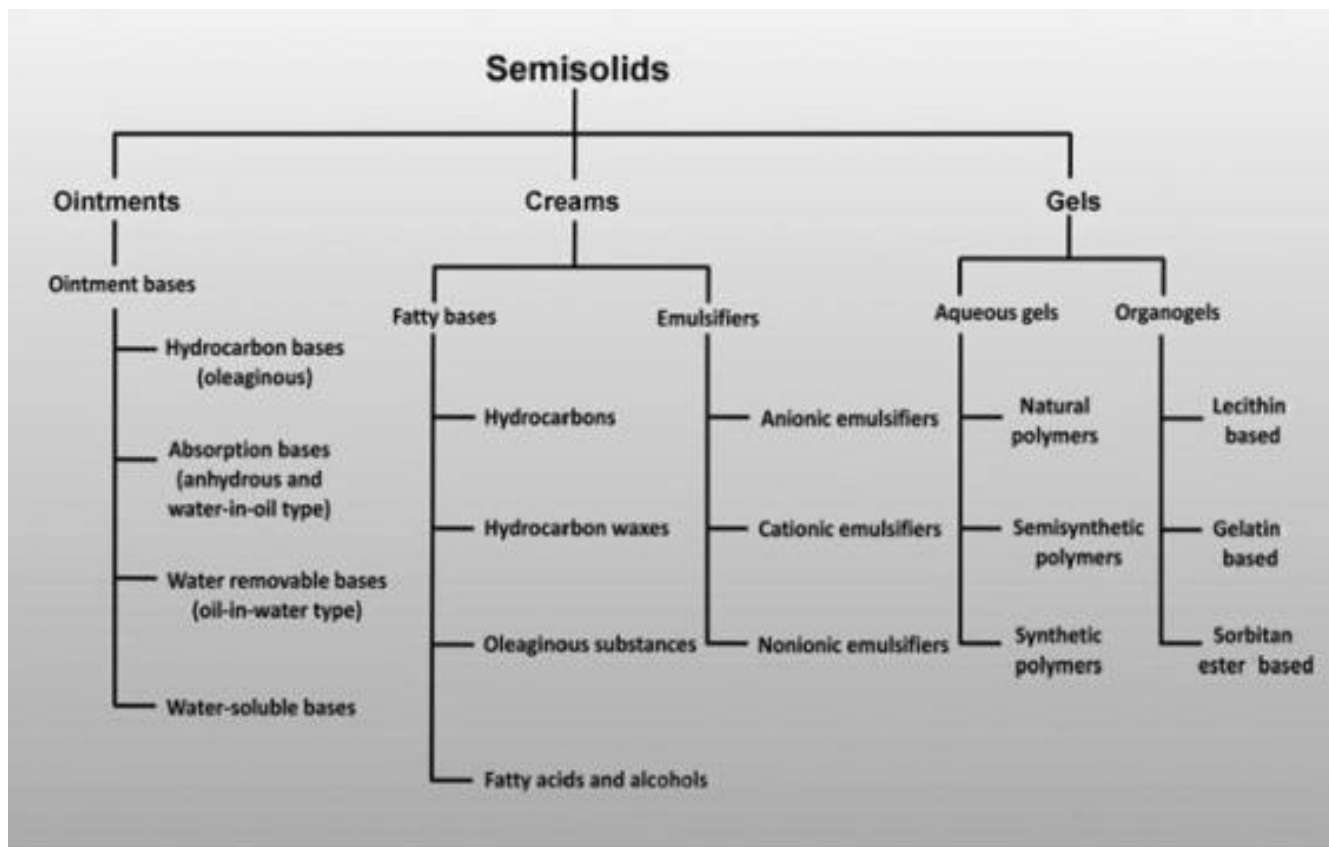 Semisolids
Ointments
Creams
Gels
Ointment bases
Fatty bases
Emulsifiers
Aqueous gels
Organogels
Hydrocarbon bases
(oleaginous)
Absorption bases
(anhydrous and
water-in-oil type)
Water removable bases
(oil-in-water type)
Water-soluble bases
Hydrocarbons
Hydrocarbon waxes
Oleaginous substances
Fatty acids and alcohols
Anionic emulsifiers
Cationic emulsifiers
Nonionic emulsifiers
Natural
polymers
Semisynthetic
polymers
Synthetic
polymers
Lecithin
based
Gelatin
based
Sorbitan
ester based